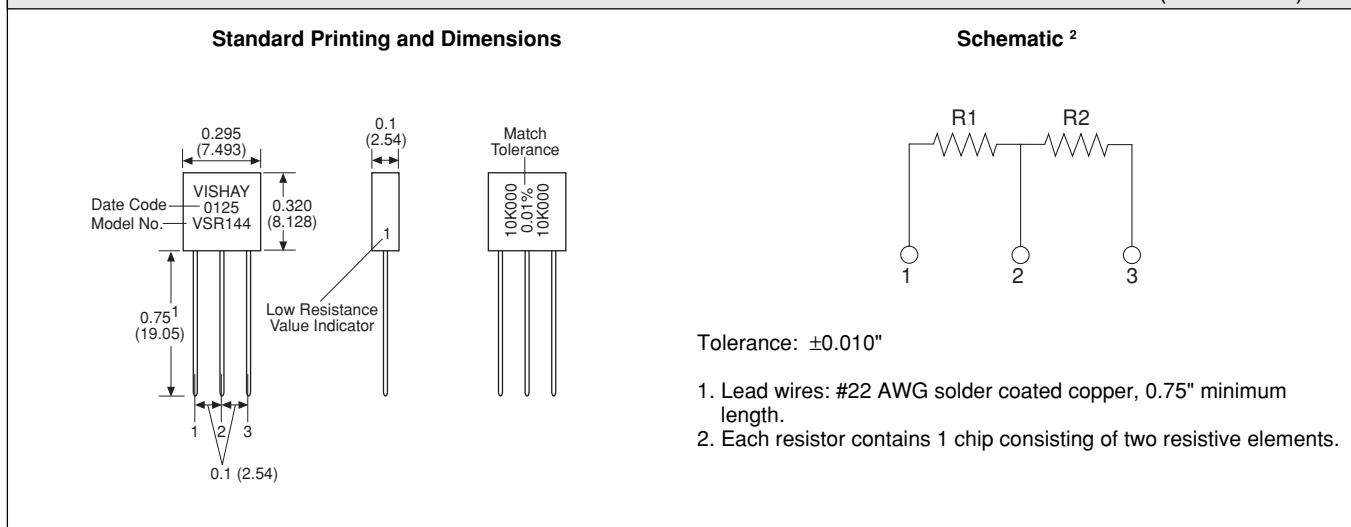 Standard Printing and Dimensions
0.295
(7.493)
0.1
(2.54)
Match
Tolerance
Date Code
Model No.
VISHAY
0125
VSR144
0.320
(8.128)
1
10K000
0.01%
10K000
0.75 1
(19.05)
Low Resistance
Value Indicator
1 2 3
0.1 (2.54)
Schematic 2
R1 R2
1 2 3
Tolerance: ±0.010"
1. Lead wires: #22 AWG solder coated copper, 0.75" minimum
length.
2. Each resistor contains 1 chip consisting of two resistive elements.